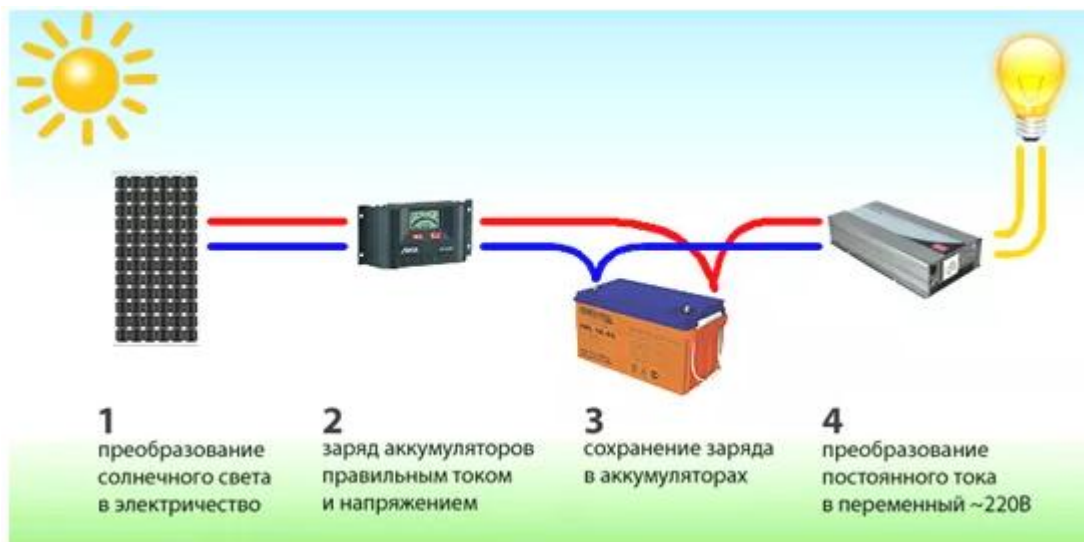 1
преобразование
солнечного света
в электричество
2
заряд аккумуляторов
правильным током
и напряжением
3
сохранение заряда
в аккумуляторах
4
преобразование
постоянного тока
в переменный ~220В